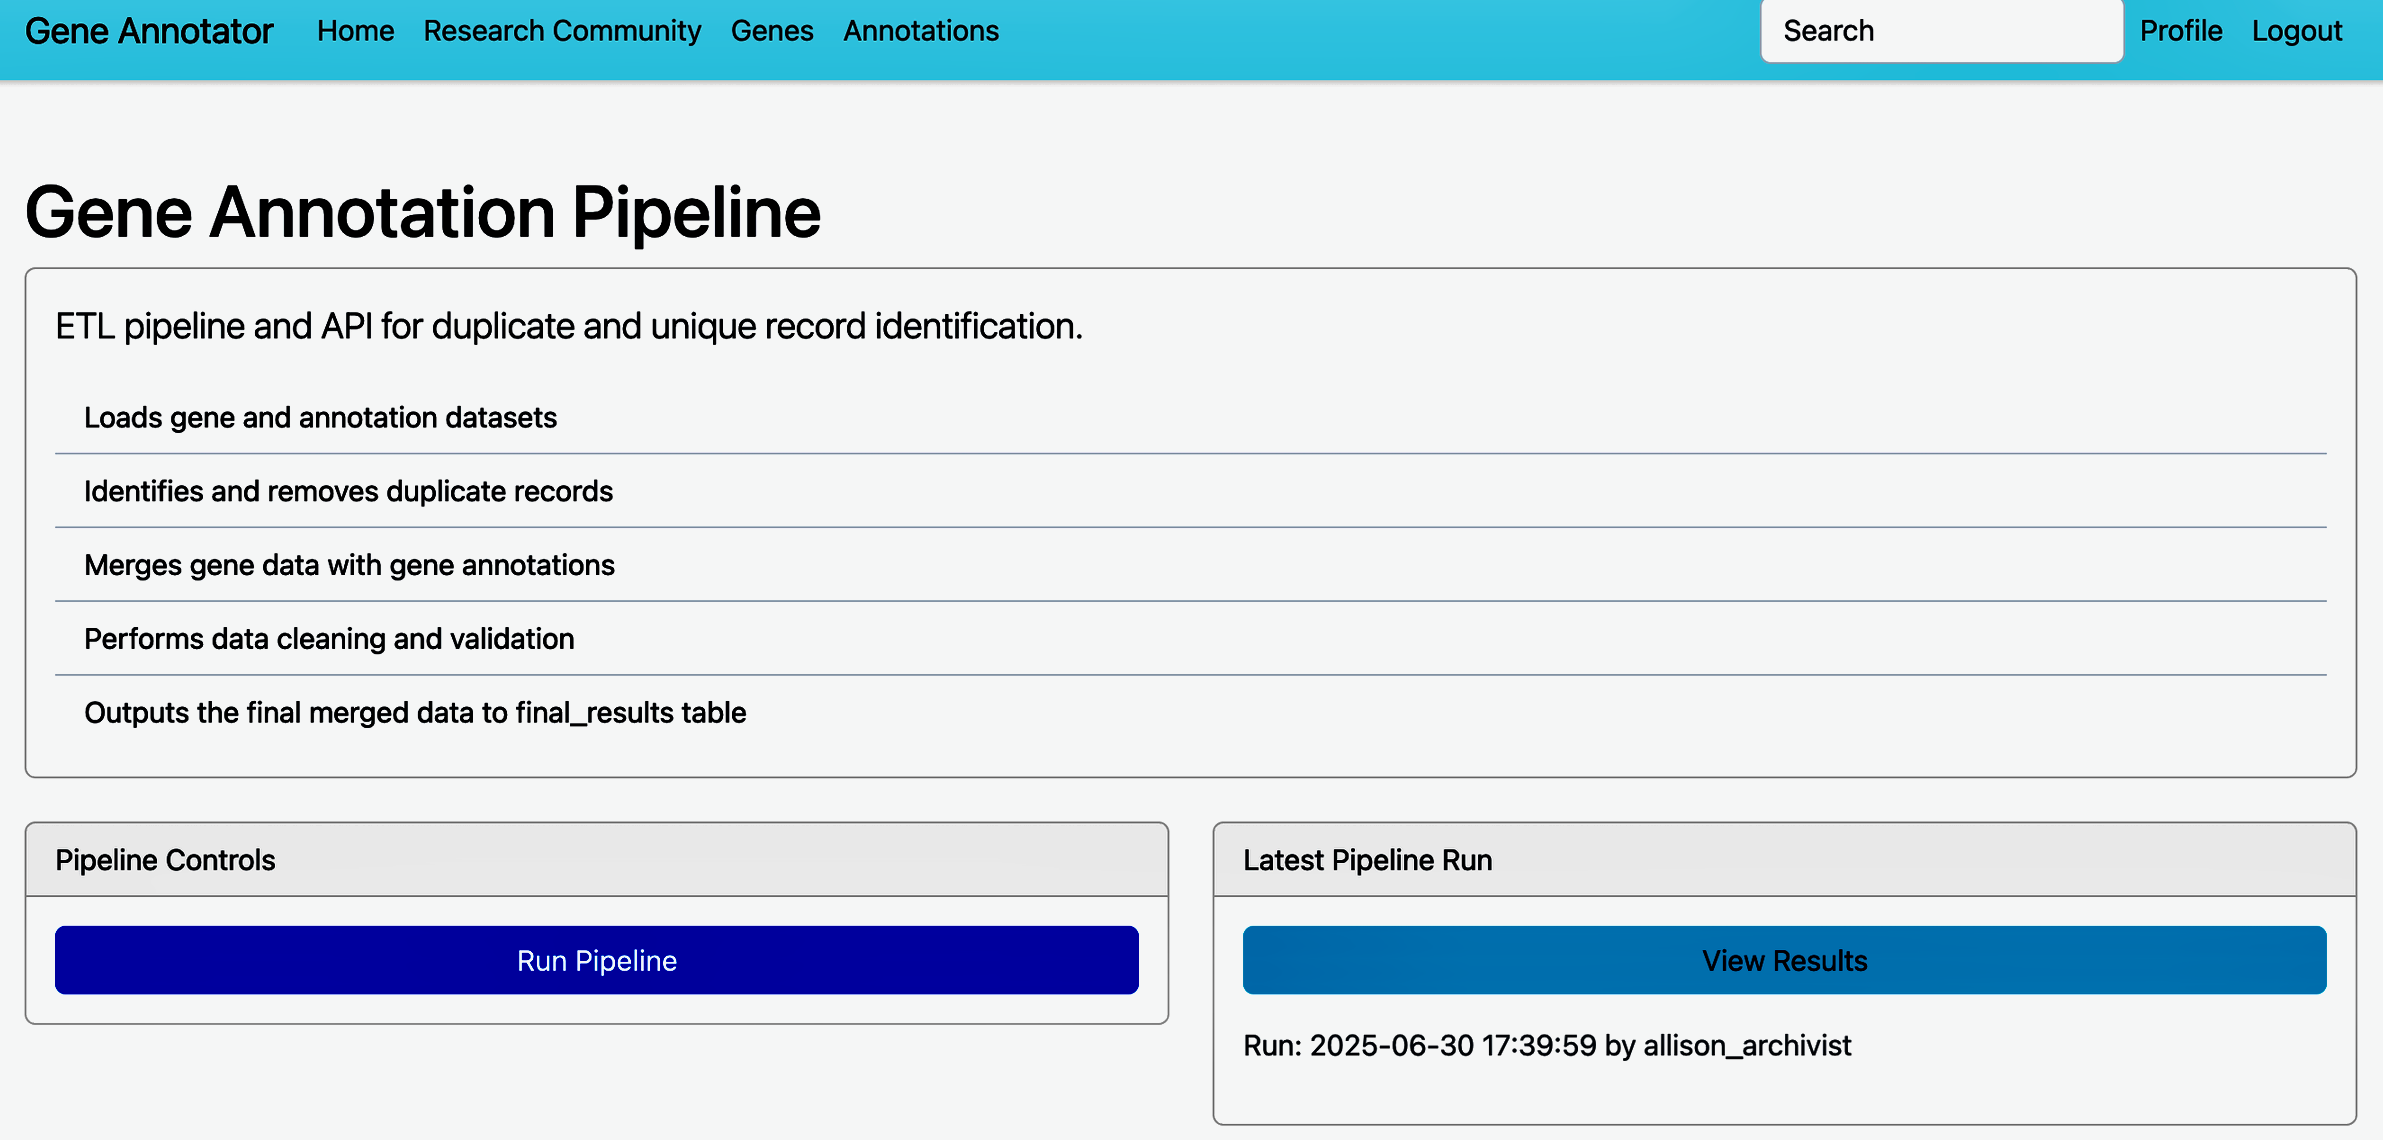 Gene Annotator Home Research Community Genes Annotations Search Profile Logout
Gene Annotation Pipeline
ETL pipeline and API for duplicate and unique record identification.
Loads gene and annotation datasets
Identifies and removes duplicate records
Merges gene data with gene annotations
Performs data cleaning and validation
Outputs the final merged data to final_results table
Pipeline Controls
Run Pipeline
Latest Pipeline Run
View Results
Run: 2025-06-30 17:39:59 by allison_archivist